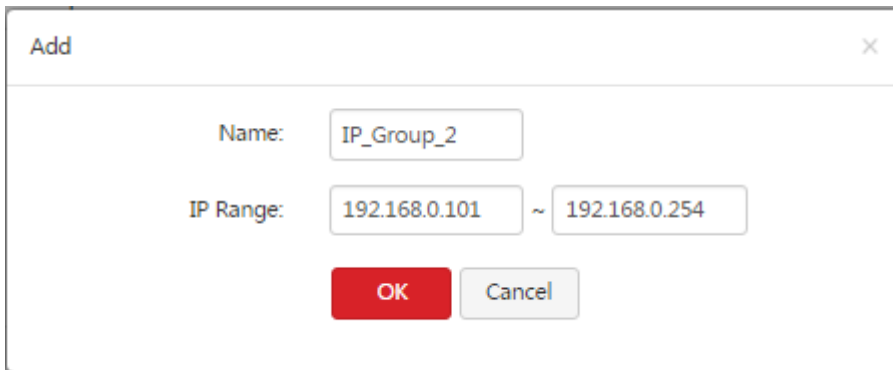 Add ×
Name: IP_Group_2
IP Range: 192.168.0.101 ~ 192.168.0.254
OK Cancel